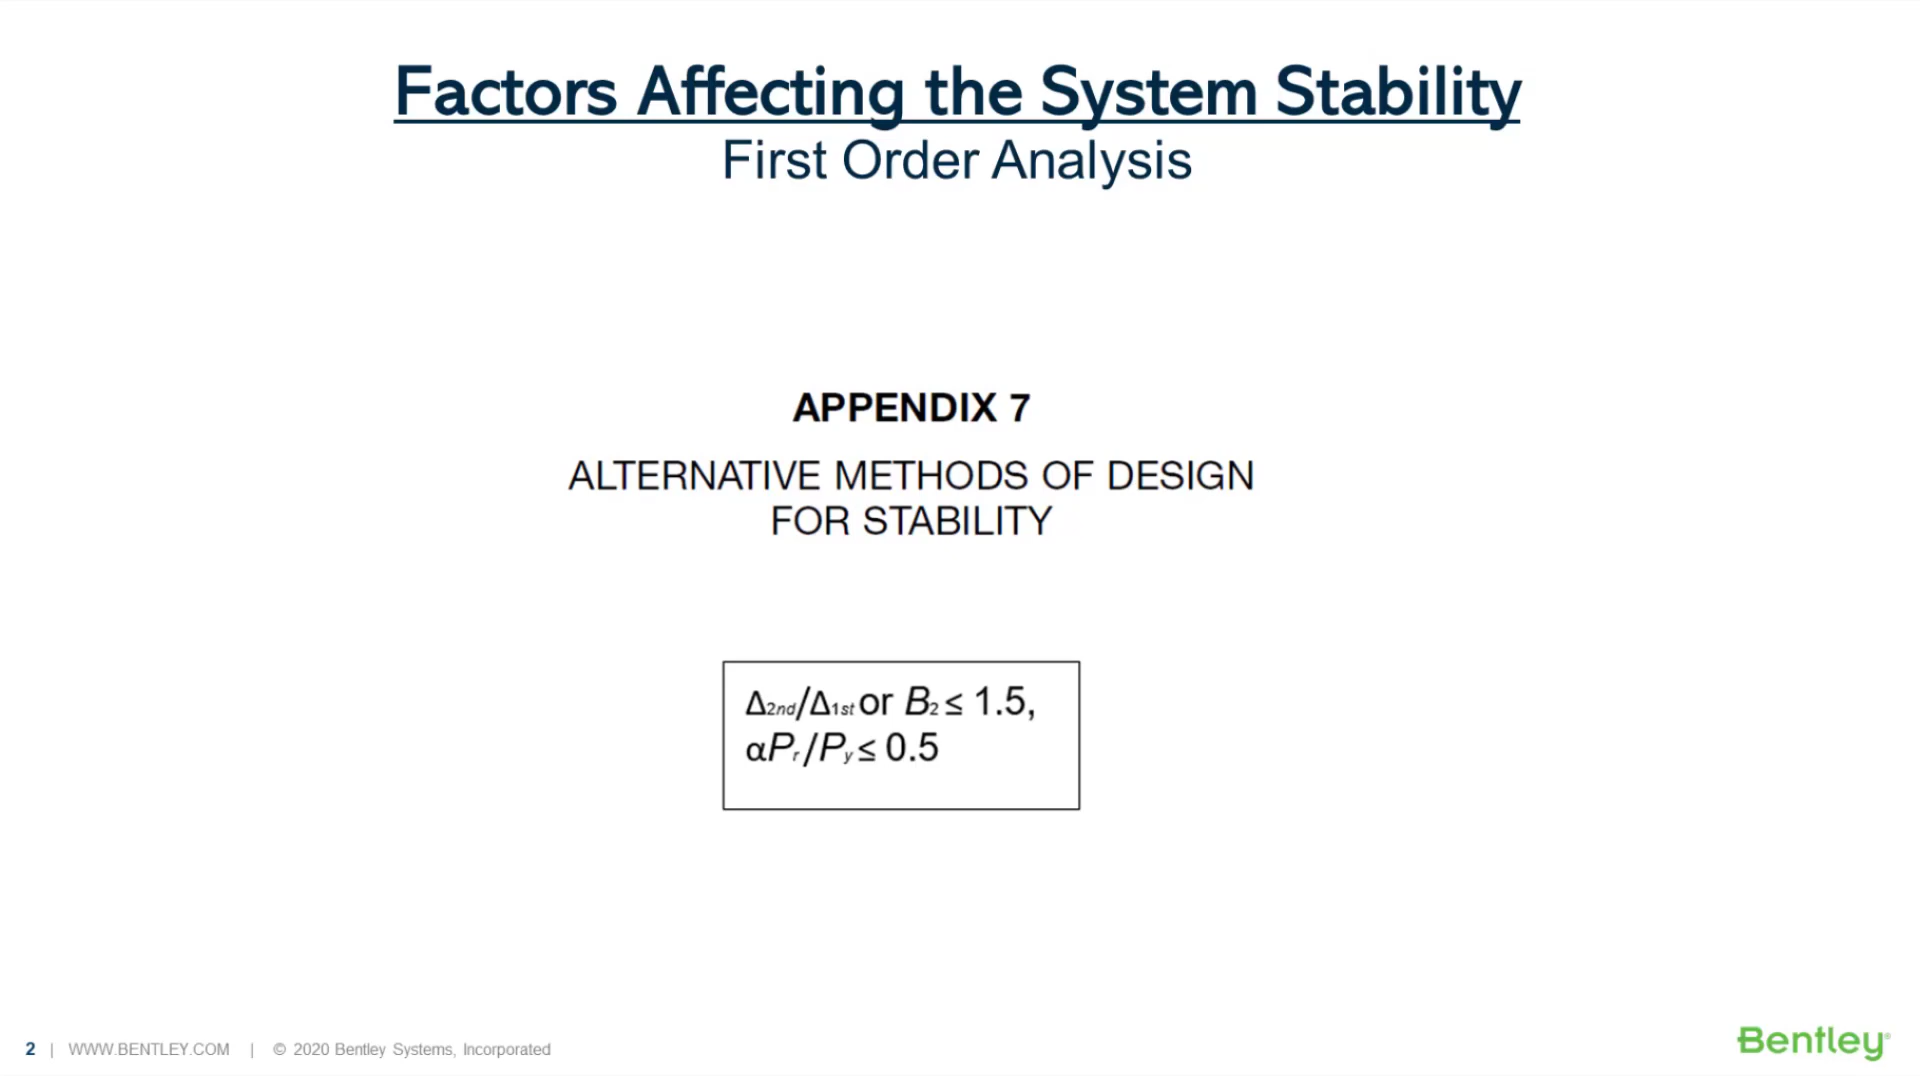 Factors Affecting the System Stability
First Order Analysis
APPENDIX 7
ALTERNATIVE METHODS OF DESIGN
FOR STABILITY
Δ2nd/Δ1st or B2 ≤ 1.5,
αPr/Py ≤ 0.5
2 | WWW.BENTLEY.COM | © 2020 Bentley Systems, Incorporated
Bentley®